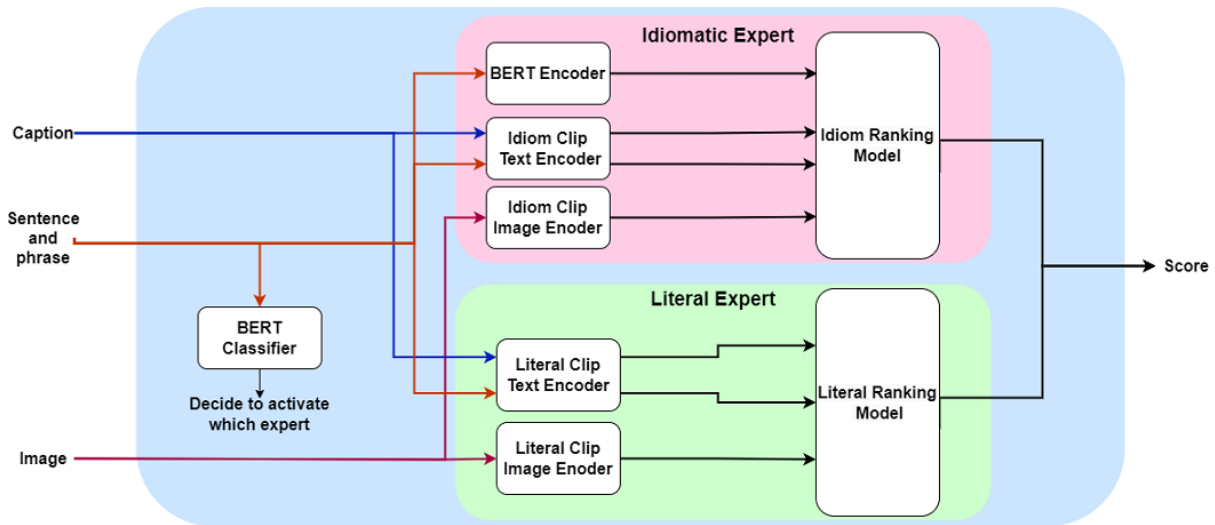 Idiomatic Expert
BERT Encoder
Caption
Idiom Clip
Text Encoder
Idiom Ranking
Model
Sentence
and
phrase
Idiom Clip
Image Enoder
Score
Literal Expert
BERT
Classifier
Literal Clip
Text Encoder
Decide to activate
which expert
Literal Ranking
Model
Image
Literal Clip
Image Enoder